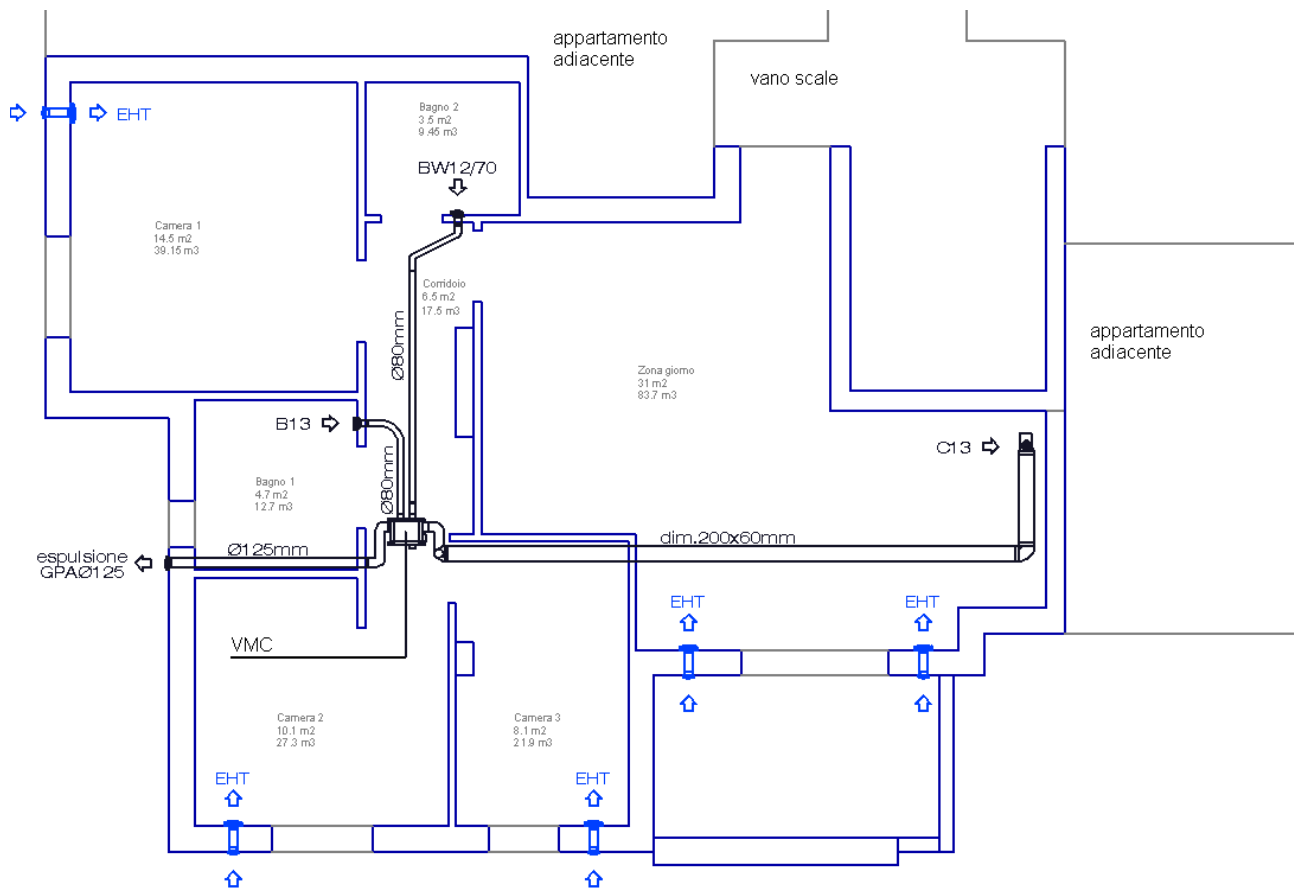 appartamento
adiacente
vano scale
EHT
Bagno 2
3.5 m2
9.45 m3
BW12/70
Camera 1
14.5 m2
39.15 m3
Corridoio
6.5 m2
17.5 m3
Ø80mm
appartamento
adiacente
Zona giorno
31 m2
83.7 m3
B13
C13
Bagno 1
4.7 m2
12.7 m3
Ø80mm
dim.200x60mm
espulsione
GPAØ125
Ø125mm
EHT
EHT
VMC
Camera 2
10.1 m2
27.3 m3
Camera 3
8.1 m2
21.9 m3
EHT
EHT